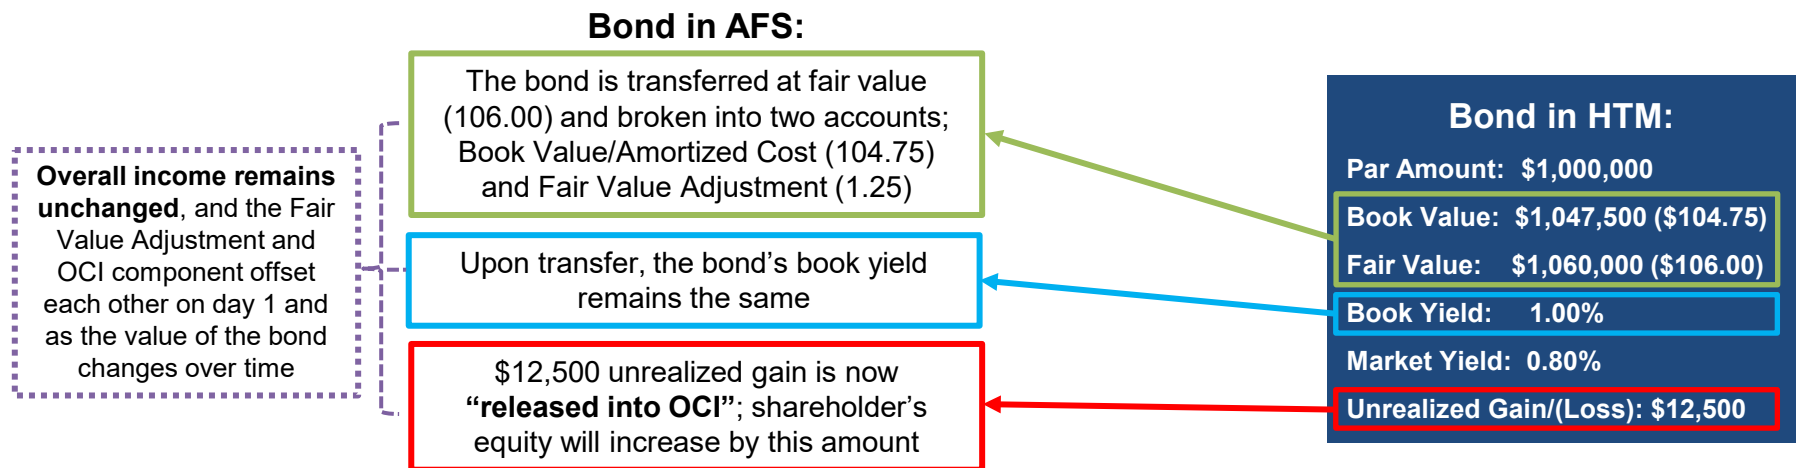 Bond in AFS:
The bond is transferred at fair value
(106.00) and broken into two accounts;
Book Value/Amortized Cost (104.75)
and Fair Value Adjustment (1.25)
Overall income remains
unchanged, and the Fair
Value Adjustment and
OCI component offset
each other on day 1 and
as the value of the bond
changes over time
Upon transfer, the bond’s book yield
remains the same
$12,500 unrealized gain is now
“released into OCI”; shareholder’s
equity will increase by this amount
Bond in HTM:
Par Amount: $1,000,000
Book Value: $1,047,500 ($104.75)
Fair Value: $1,060,000 ($106.00)
Book Yield: 1.00%
Market Yield: 0.80%
Unrealized Gain/(Loss): $12,500